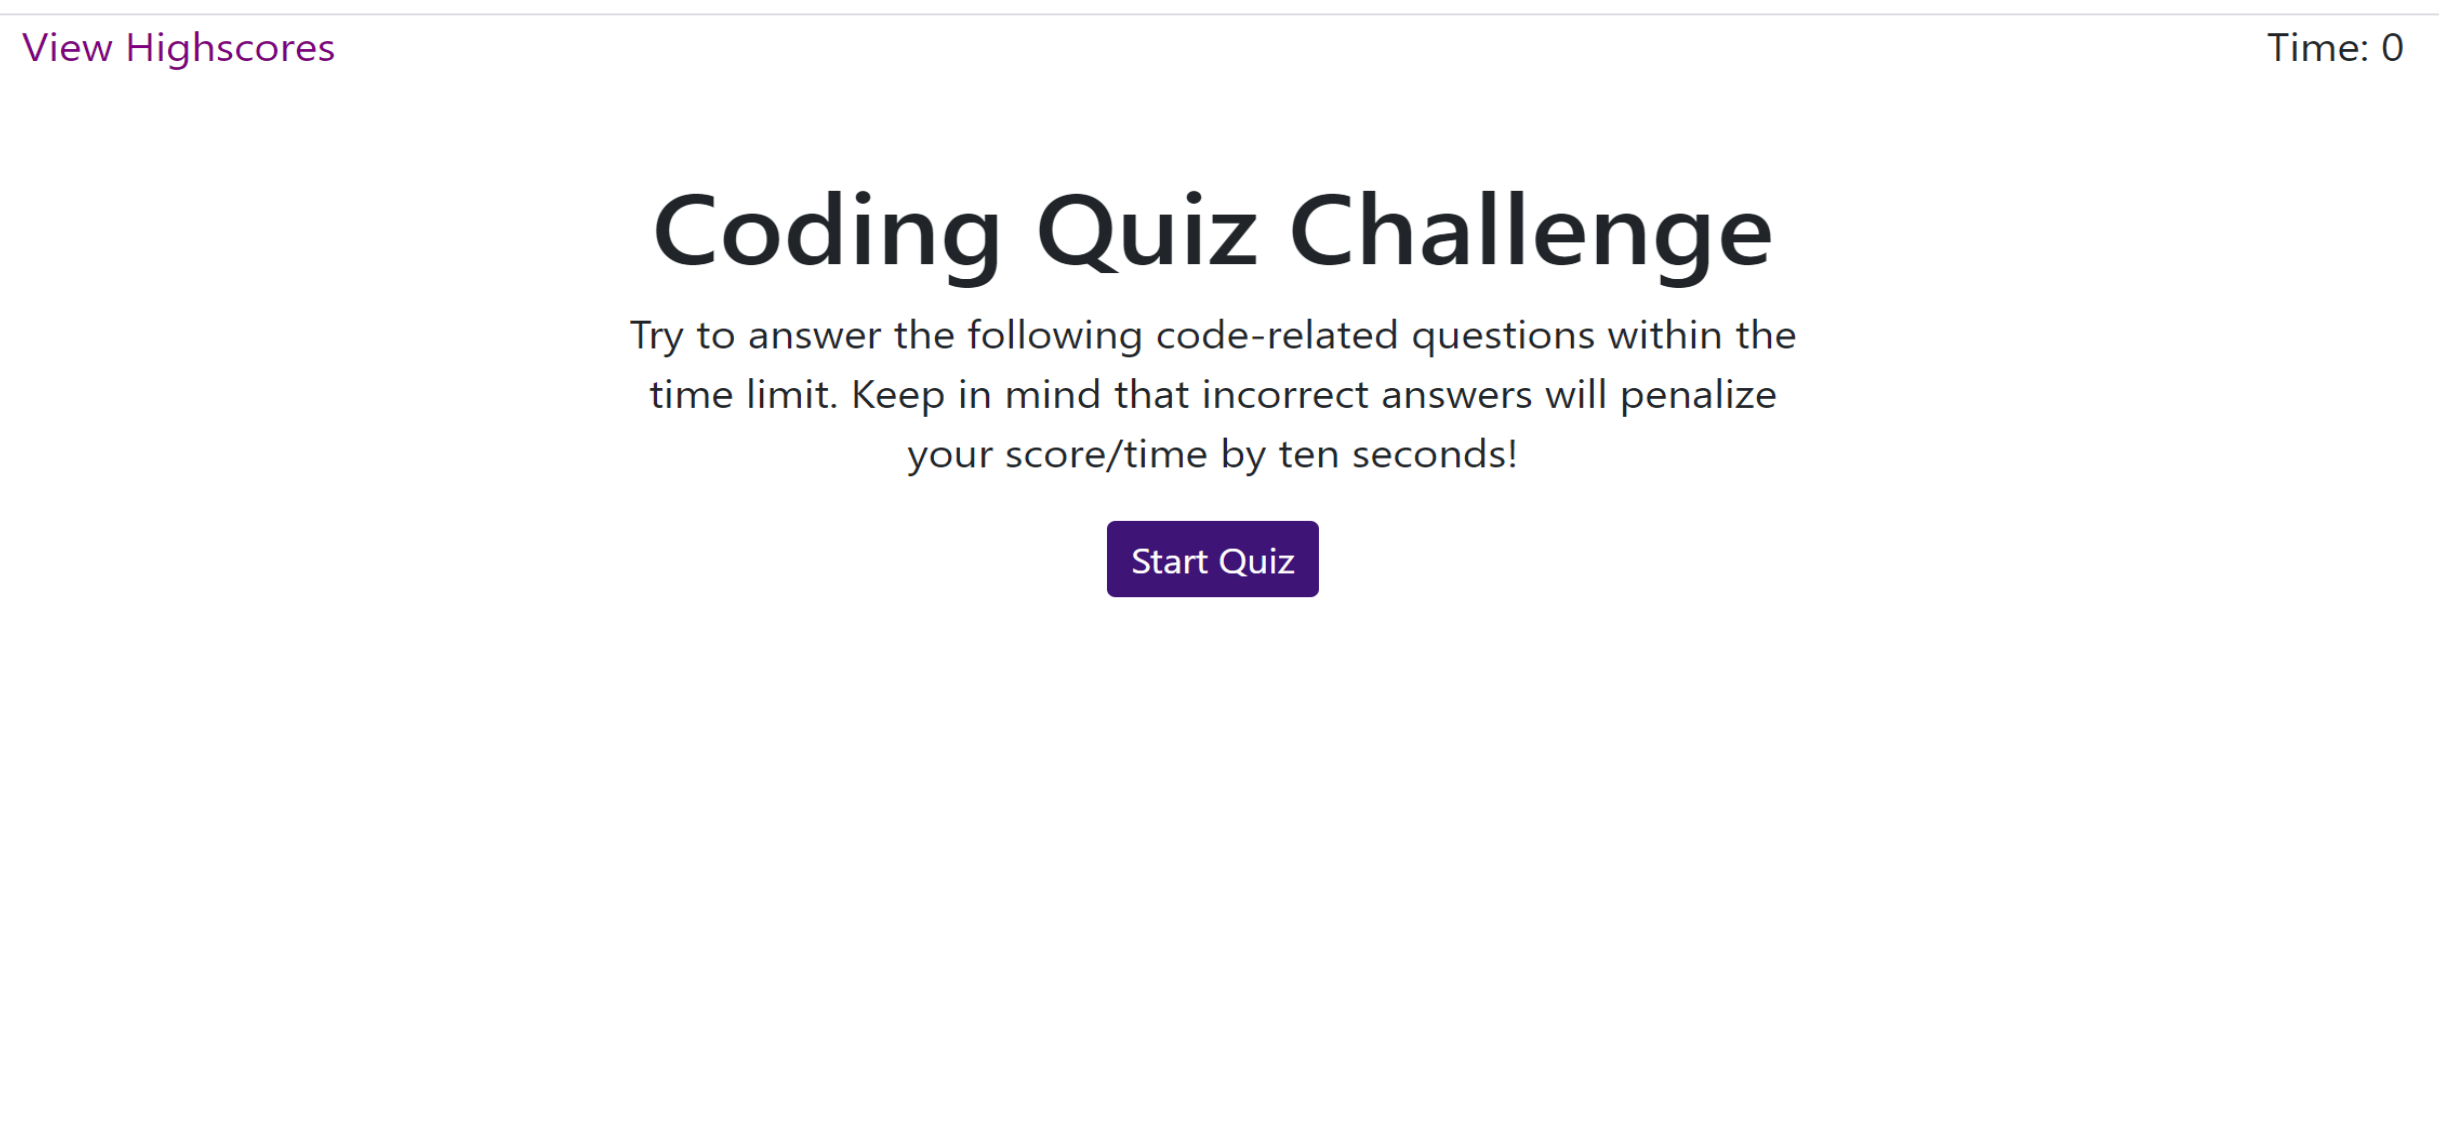 View Highscores
Time: 0
Coding Quiz Challenge
Try to answer the following code-related questions within the
time limit. Keep in mind that incorrect answers will penalize
your score/time by ten seconds!
Start Quiz